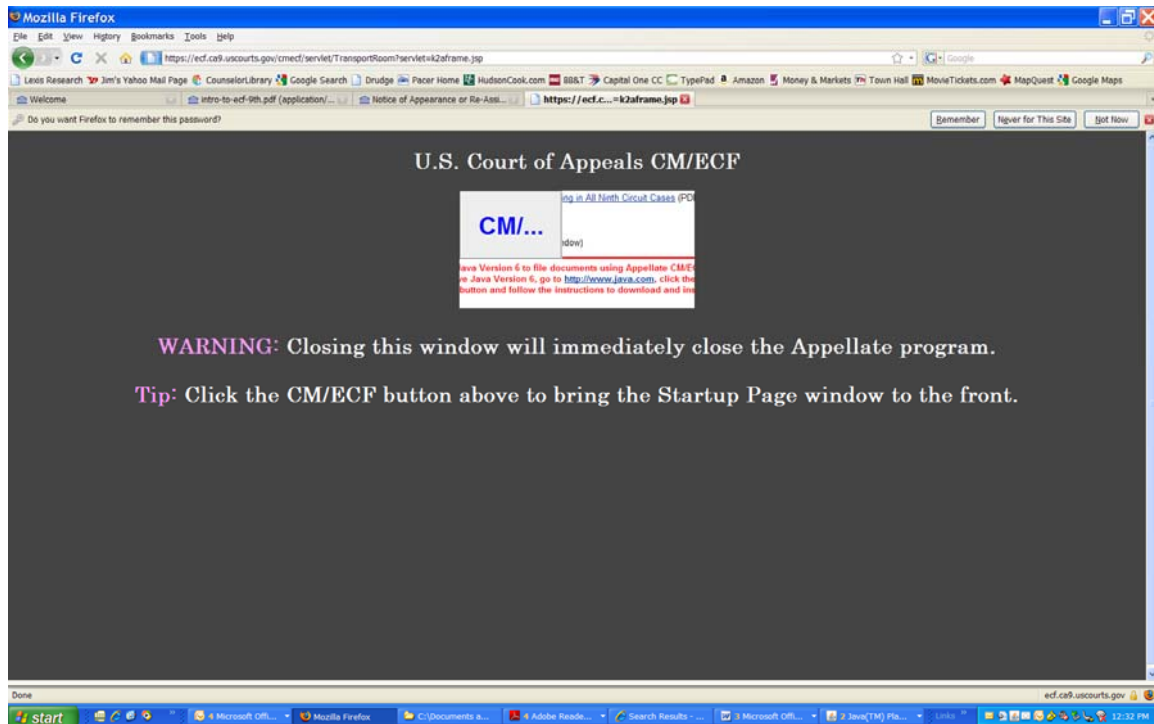 Mozilla Firefox
File Edit View History Bookmarks Tools Help
https://ecf.ca9.uscourts.gov/cmecf/servlet/TransportRoom?servlet=k2aframe.jsp
Google
Lexis Research Jim's Yahoo Mail Page CounselorLibrary Google Search Drudge Pacer Home HudsonCook.com BB&T Capital One CC TypePad Amazon Money & Markets Town Hall MovieTickets.com MapQuest Google Maps
Welcome intro-to-ecf-9th.pdf (application/... Notice of Appearance or Re-Assi... https://ecf.c...=k2aframe.jsp
Do you want Firefox to remember this password? Remember Never for This Site Not Now
U.S. Court of Appeals CM/ECF
ing in All Ninth Circuit Cases (PD
CM/...
ndow)
ava Version 6 to file documents using Appellate CM/E
ve Java Version 6, go to http://www.java.com, click the
button and follow the instructions to download and ins
WARNING: Closing this window will immediately close the Appellate program.
Tip: Click the CM/ECF button above to bring the Startup Page window to the front.
Done ecf.ca9.uscourts.gov
start 4 Microsoft Offi... Mozilla Firefox C:\Documents a... 4 Adobe Reade... Search Results - ... 3 Microsoft Offi... 2 Java(TM) Pla... Links 12:32 PM